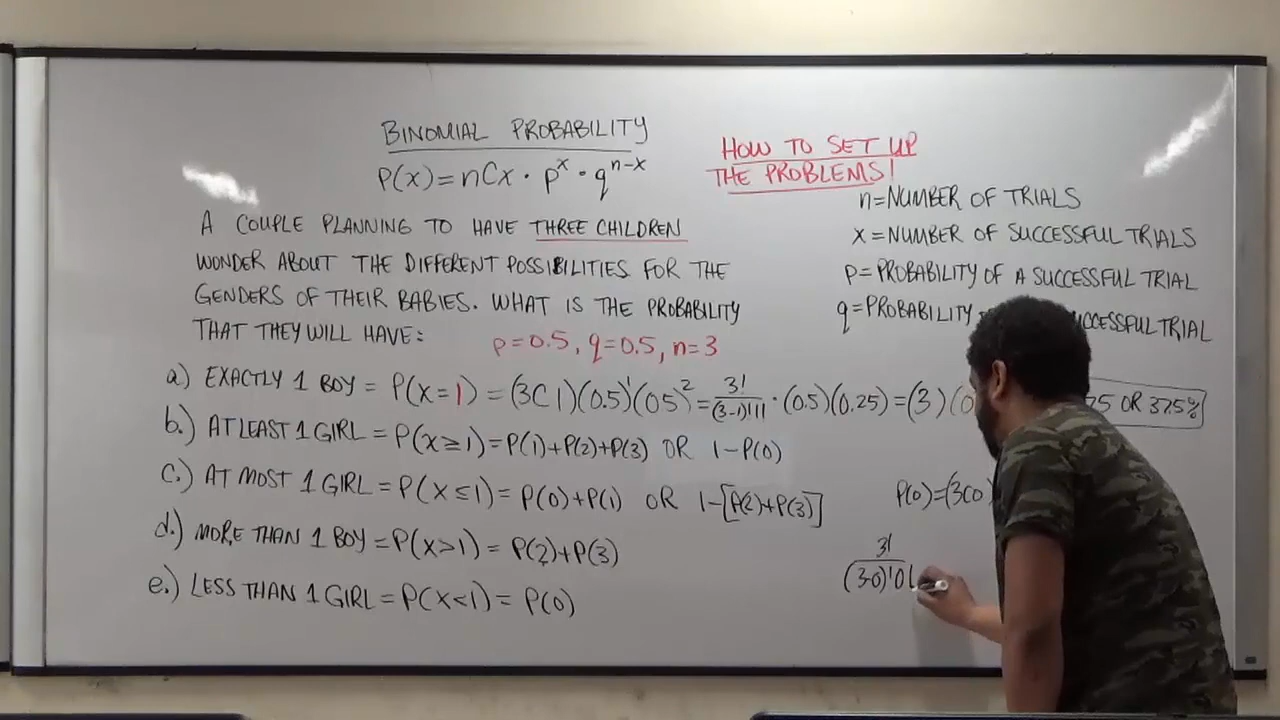 BINOMIAL PROBABILITY
P(x)=nCx · p^x · q^n-x
HOW TO SET UP
THE PROBLEMS!
n=NUMBER OF TRIALS
x=NUMBER OF SUCCESSFUL TRIALS
p=PROBABILITY OF A SUCCESSFUL TRIAL
q=PROBABILITY
TRIAL
A COUPLE PLANNING TO HAVE THREE CHILDREN
WONDER ABOUT THE DIFFERENT POSSIBILITIES FOR THE
GENDERS OF THEIR BABIES. WHAT IS THE PROBABILITY
THAT THEY WILL HAVE:
p=0.5, q=0.5, n=3
a) EXACTLY 1 BOY = P(x=1) = (3C1)(0.5)^1(05)^2 = 3!/(3-1)!1! · (0.5)(0.25) = (3)(0 75 OR 37.5%
b.) AT LEAST 1 GIRL = P(x≥1) = P(1)+P(2)+P(3) OR 1-P(0)
c.) AT MOST 1 GIRL = P(x≤1) = P(0)+P(1) OR 1-[P(2)+P(3)]
d.) MORE THAN 1 BOY = P(x>1) = P(2)+P(3)
e.) LESS THAN 1 GIRL = P(x<1) = P(0)
P(0)=(3C0)
3!
(3-0)!0!